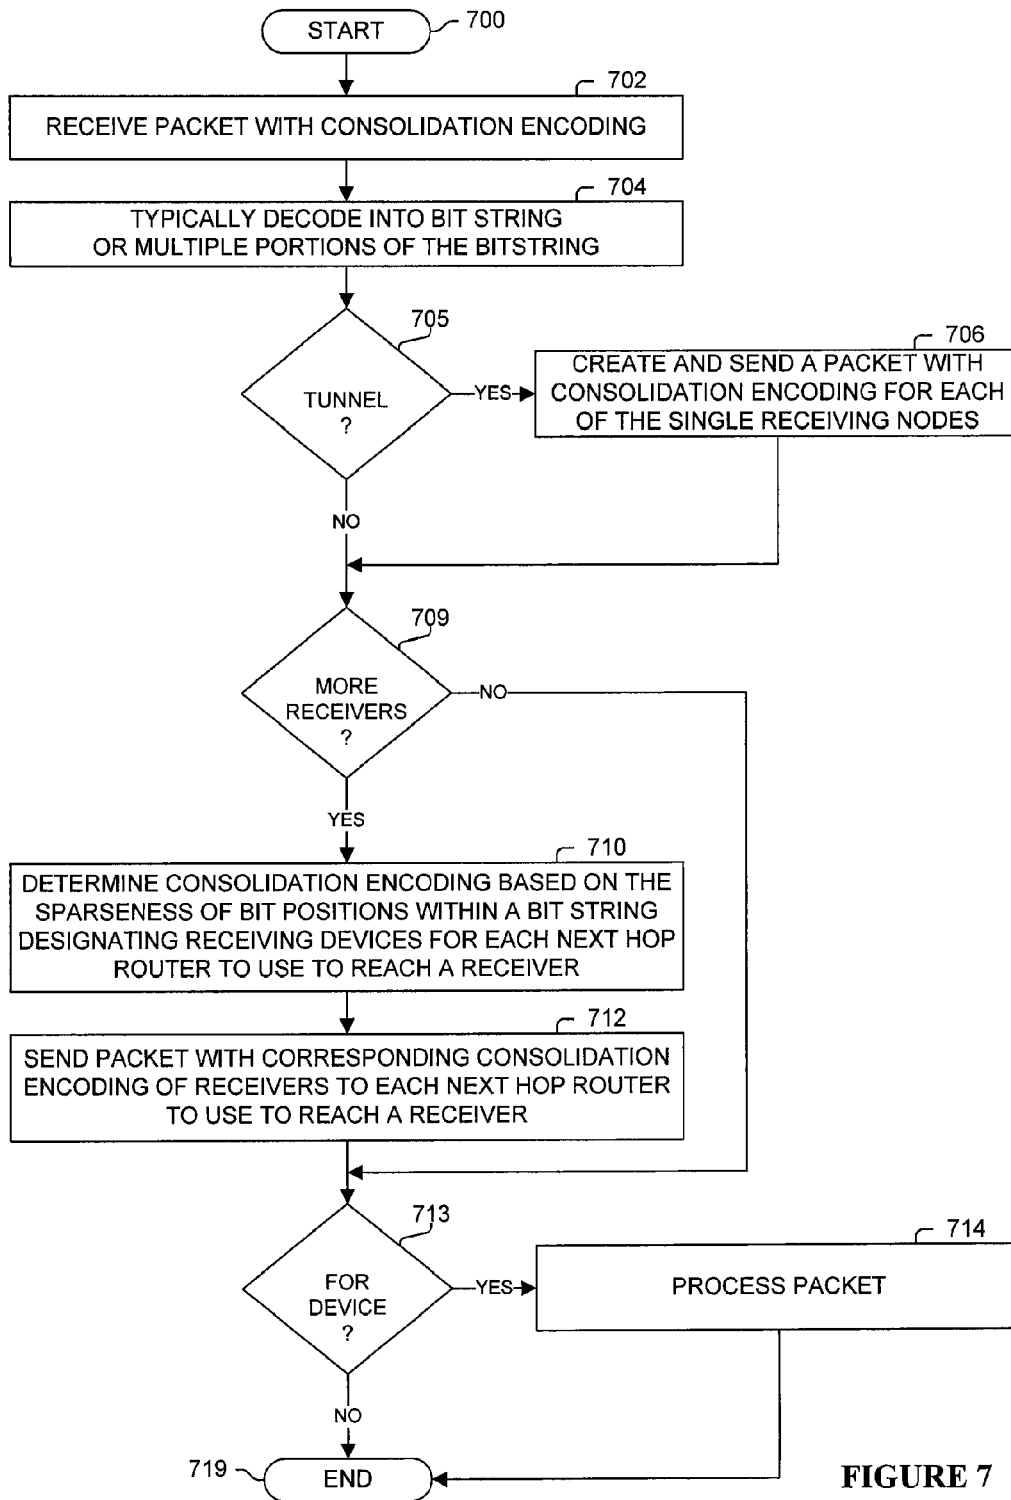 START
700
702
RECEIVE PACKET WITH CONSOLIDATION ENCODING
704
TYPICALLY DECODE INTO BIT STRING
OR MULTIPLE PORTIONS OF THE BITSTRING
705
TUNNEL
?
YES
706
CREATE AND SEND A PACKET WITH
CONSOLIDATION ENCODING FOR EACH
OF THE SINGLE RECEIVING NODES
NO
709
MORE
RECEIVERS
?
NO
YES
710
DETERMINE CONSOLIDATION ENCODING BASED ON THE
SPARSENESS OF BIT POSITIONS WITHIN A BIT STRING
DESIGNATING RECEIVING DEVICES FOR EACH NEXT HOP
ROUTER TO USE TO REACH A RECEIVER
712
SEND PACKET WITH CORRESPONDING CONSOLIDATION
ENCODING OF RECEIVERS TO EACH NEXT HOP ROUTER
TO USE TO REACH A RECEIVER
713
FOR
DEVICE
?
YES
714
PROCESS PACKET
NO
719
END
FIGURE 7